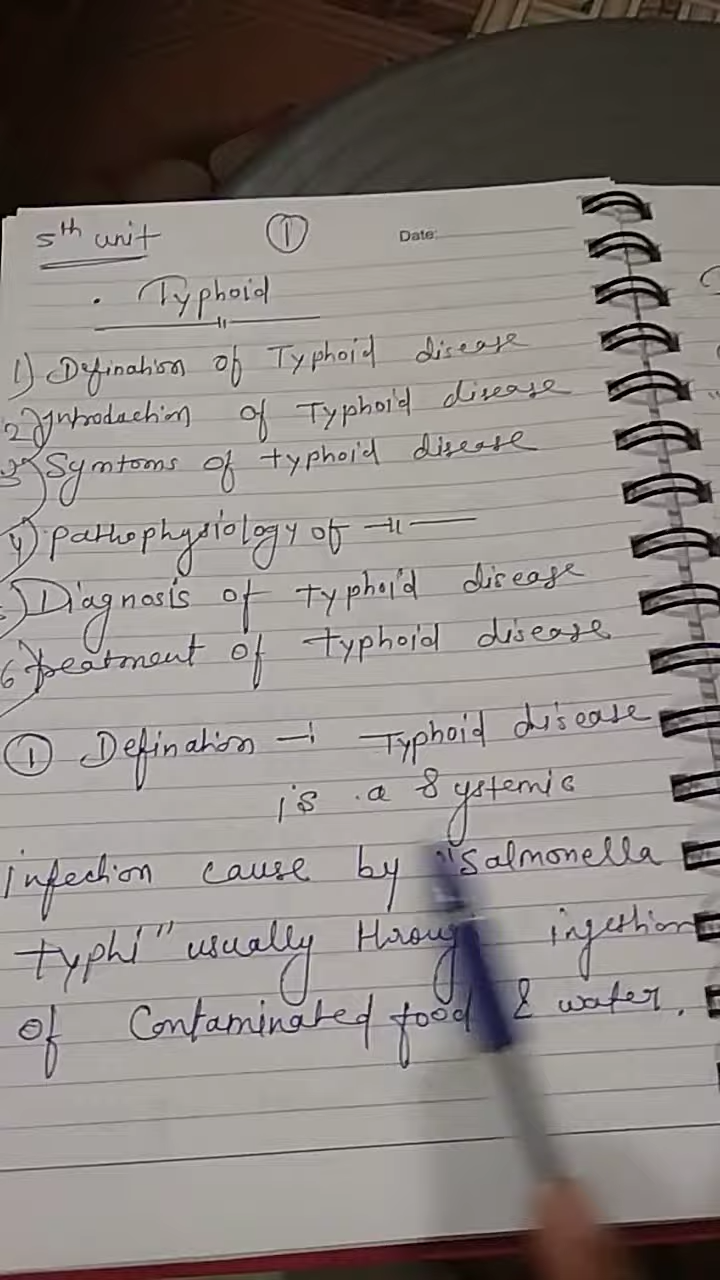 5th unit ① Date:
· Typhoid
1) Defination of Typhoid disease
2) Introduction of Typhoid disease
3) Symtoms of typhoid disease
4) Pathophysiology of —11—
5) Diagnosis of typhoid disease
6) treatment of typhoid disease
① Defination → Typhoid disease
is a Systemic
infection cause by "Salmonella
typhi" usually throug ingestion
of Contaminated food & water.